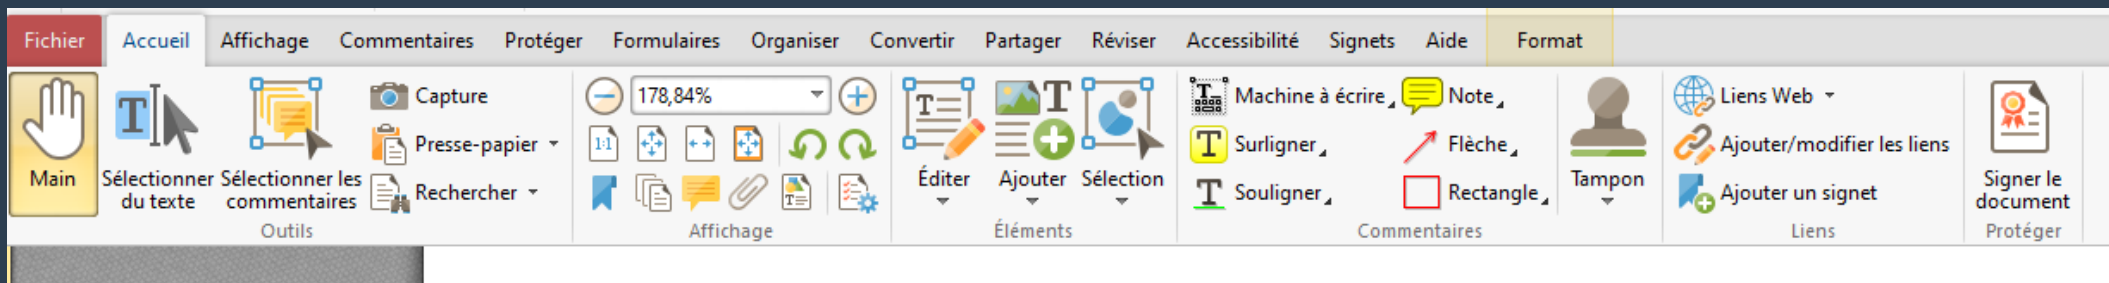 Fichier Accueil Affichage Commentaires Protéger Formulaires Organiser Convertir Partager Réviser Accessibilité Signets Aide Format
Main
Sélectionner
du texte
Sélectionner les
commentaires
Capture
Presse-papier
Rechercher
Outils
178,84%
1:1
Affichage
T
Éditer
T
Ajouter
Sélection
Éléments
T
Machine à écrire
T
Surligner
T
Souligner
Note
Flèche
Rectangle
Tampon
Commentaires
Liens Web
Ajouter/modifier les liens
Ajouter un signet
Liens
Signer le
document
Protéger